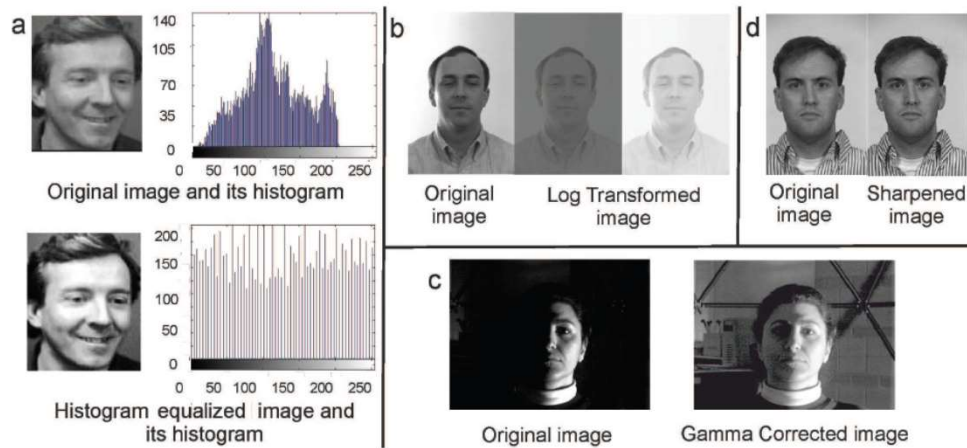 a
140
105
70
35
0
50 100 150 200 250
Original image and its histogram
200
150
100
50
0
0 50 100 150 200 250
Histogram equalized image and
its histogram
b
Original
image
Log Transformed
image
d
Original
image
Sharpened
image
c
Original image
Gamma Corrected image